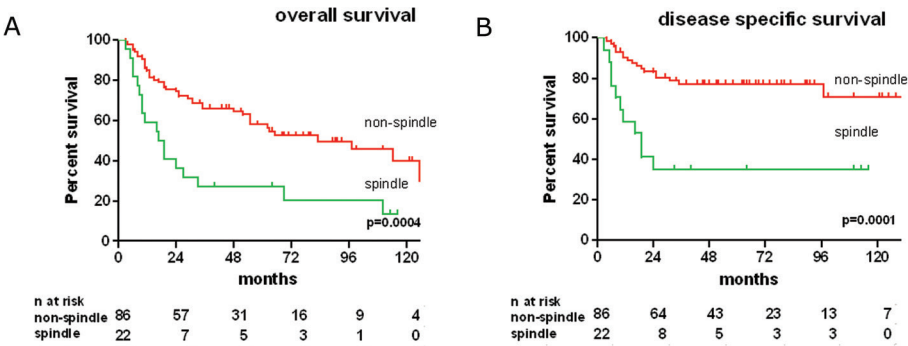 A
overall survival
Percent survival
100
80
60
40
20
0
non-spindle
spindle
p=0.0004
0 24 48 72 96 120
months
n at risk
non-spindle 86 57 31 16 9 4
spindle 22 7 5 3 1 0
B
disease specific survival
Percent survival
100
80
60
40
20
0
non-spindle
spindle
p=0.0001
0 24 48 72 96 120
months
n at risk
non-spindle 86 64 43 23 13 7
spindle 22 8 5 3 3 0